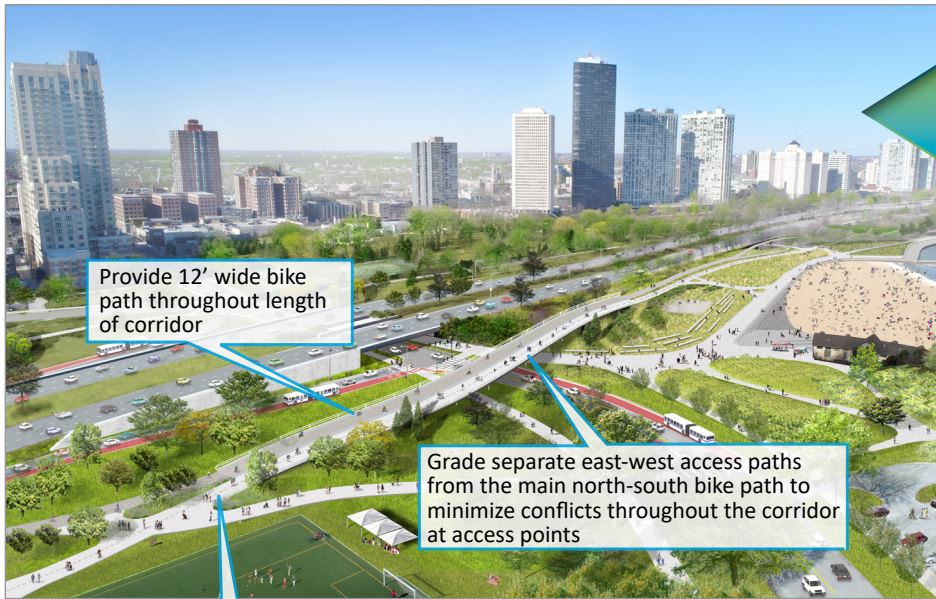 Provide 12’ wide bike
path throughout length
of corridor
Grade separate east-west access paths
from the main north-south bike path to
minimize conflicts throughout the corridor
at access points